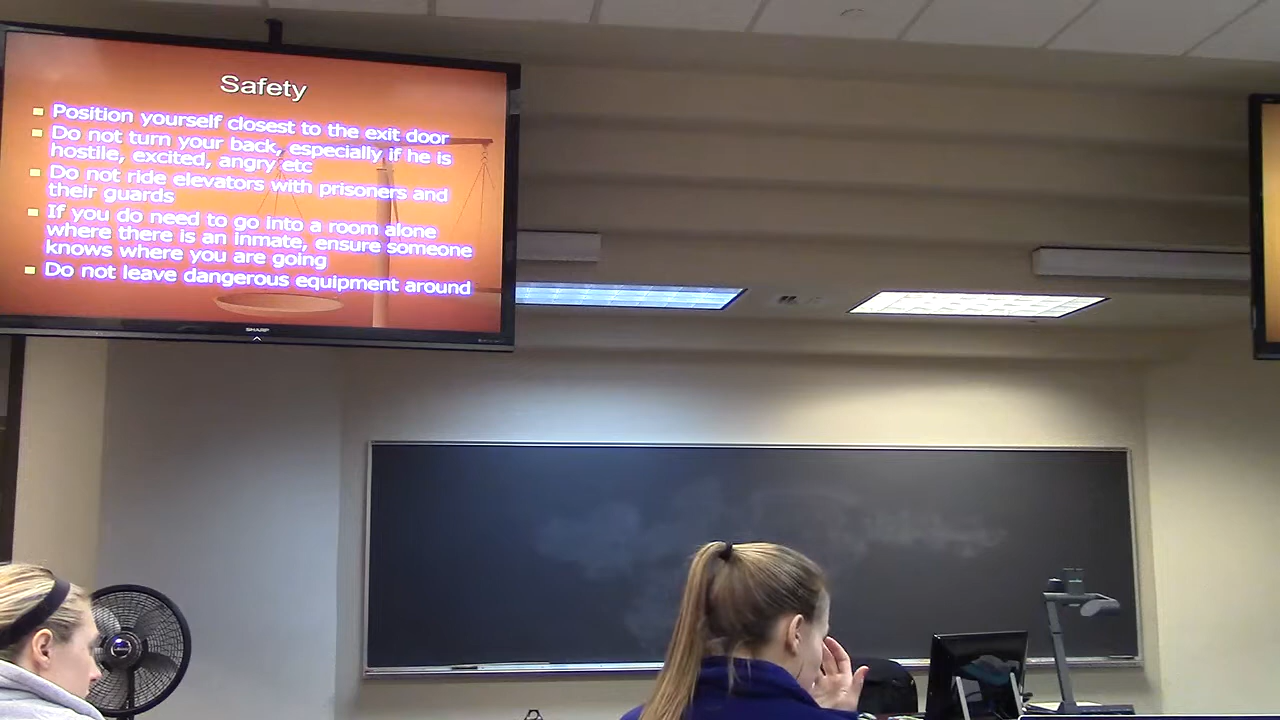 Safety
Position yourself closest to the exit door
Do not turn your back, especially if he is
hostile, excited, angry etc
Do not ride elevators with prisoners and
their guards
If you do need to go into a room alone
where there is an inmate, ensure someone
knows where you are going
Do not leave dangerous equipment around
SHARP